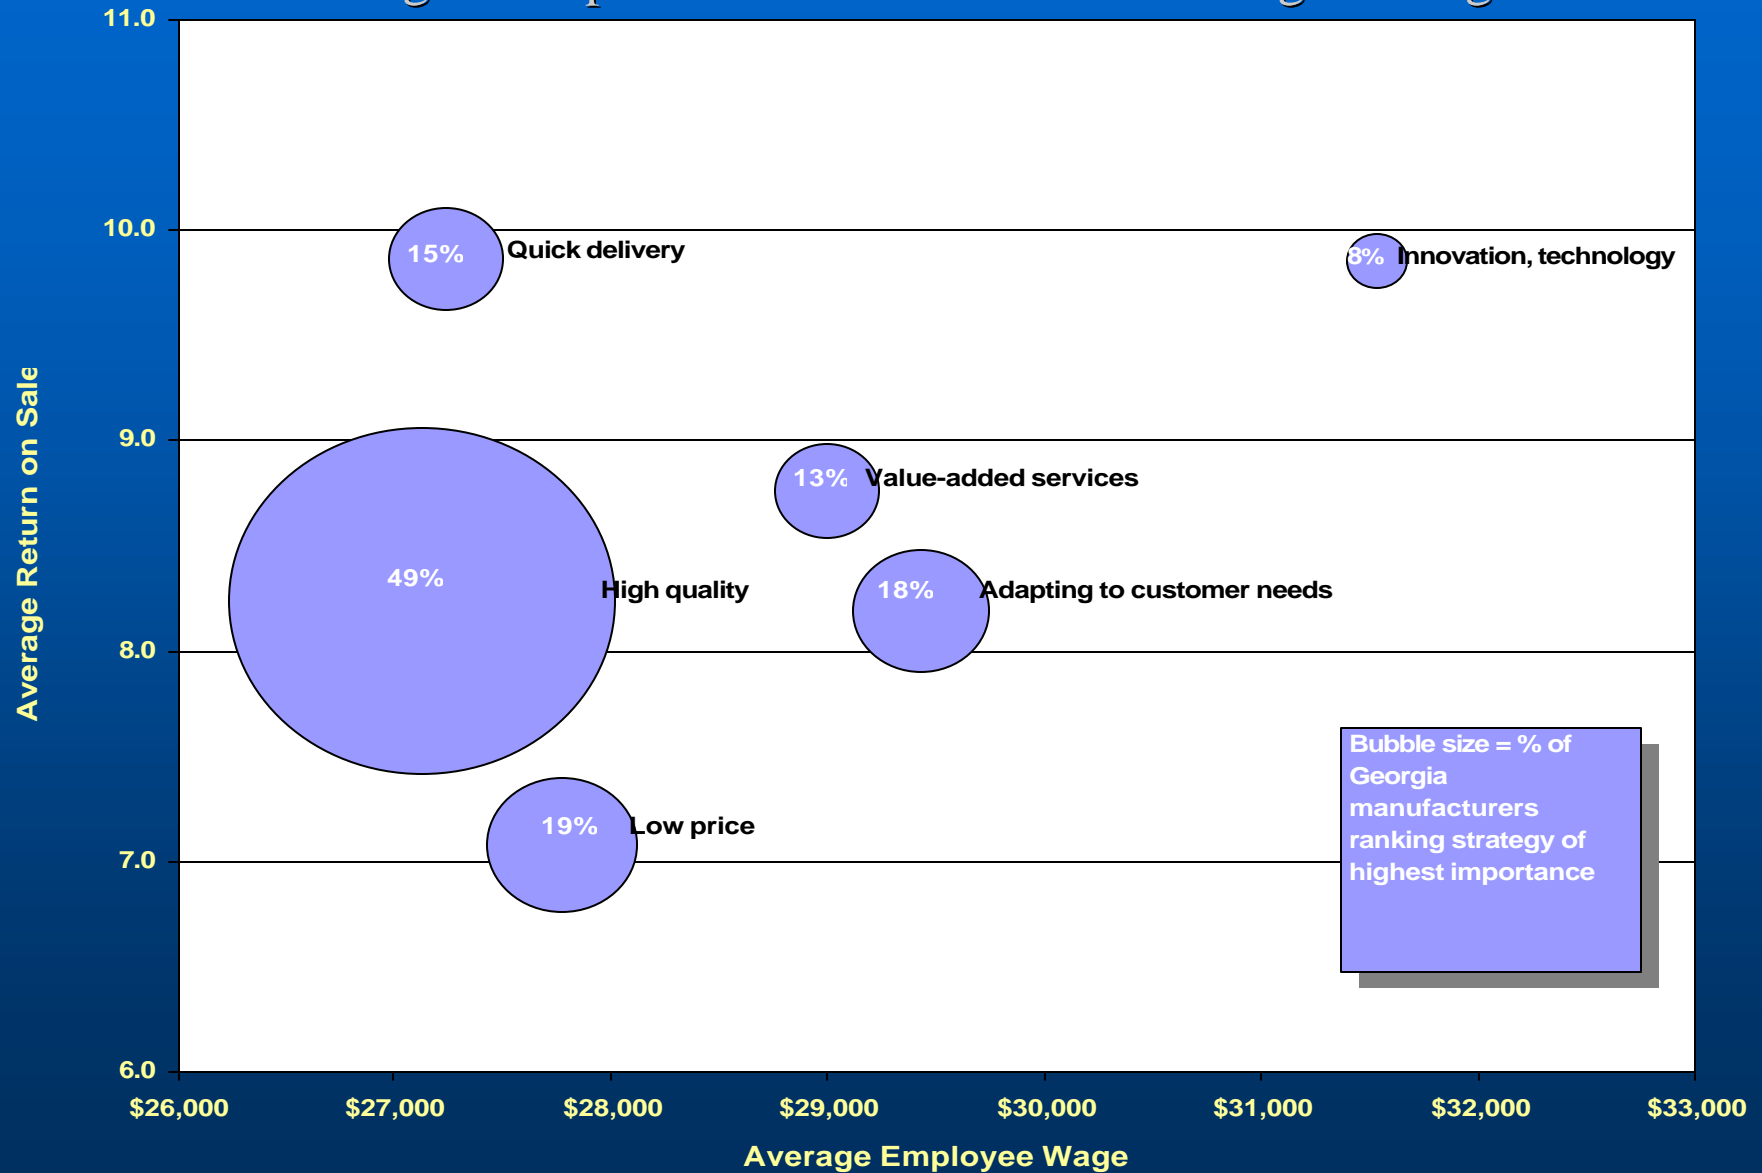 11.0
10.0
15%
Quick delivery
8%
Innovation, technology
9.0
13%
Value-added services
49%
High quality
18%
Adapting to customer needs
8.0
Bubble size = % of
Georgia
manufacturers
ranking strategy of
highest importance
19%
Low price
7.0
6.0
Average Return on Sale
$26,000
$27,000
$28,000
$29,000
$30,000
$31,000
$32,000
$33,000
Average Employee Wage